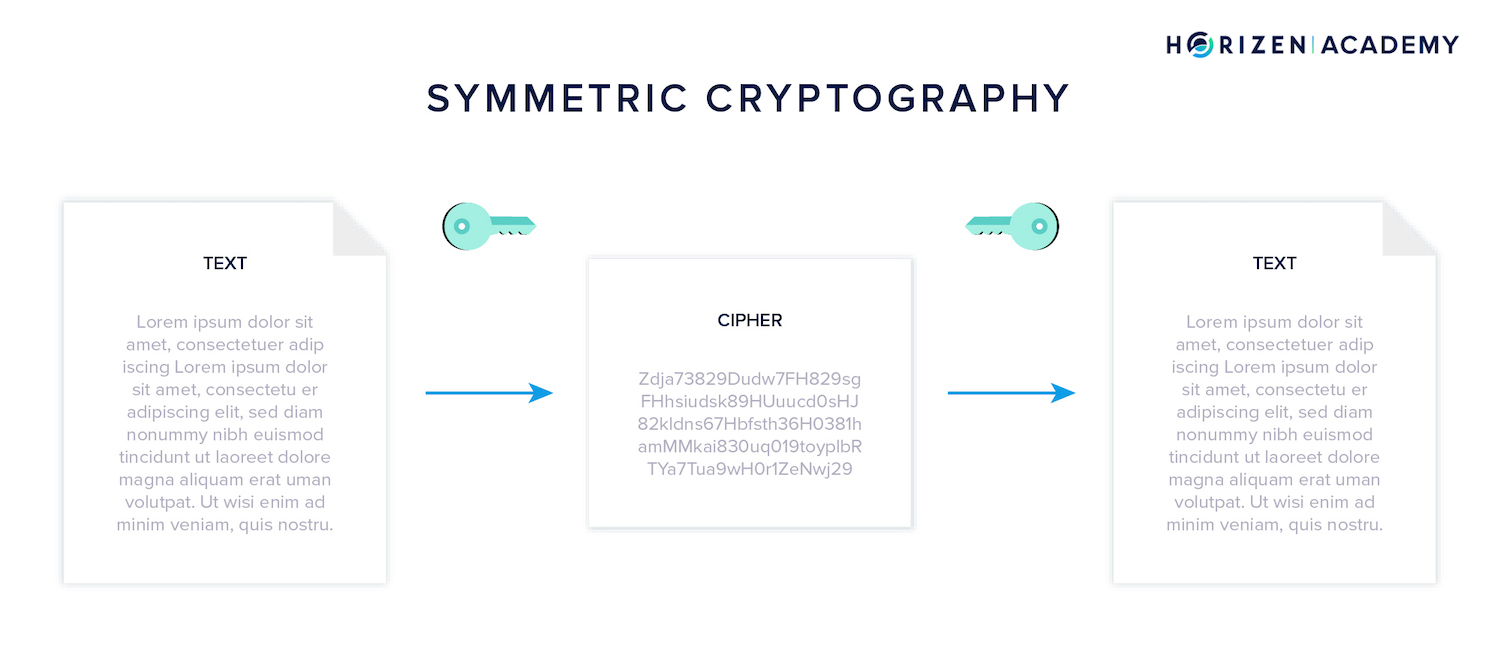 HORIZEN | ACADEMY
SYMMETRIC CRYPTOGRAPHY
TEXT
Lorem ipsum dolor sit
amet, consectetuer adip
iscing Lorem ipsum dolor
sit amet, consectetu er
adipiscing elit, sed diam
nonummy nibh euismod
tincidunt ut laoreet dolore
magna aliquam erat uman
volutpat. Ut wisi enim ad
minim veniam, quis nostru.
CIPHER
Zdja73829Dudw7FH829sg
FHhsiudsk89HUuucd0sHJ
82kldns67Hbfsth36H0381h
amMMkai830uq019toyplbR
TYa7Tua9wH0r1ZeNwj29
TEXT
Lorem ipsum dolor sit
amet, consectetuer adip
iscing Lorem ipsum dolor
sit amet, consectetu er
adipiscing elit, sed diam
nonummy nibh euismod
tincidunt ut laoreet dolore
magna aliquam erat uman
volutpat. Ut wisi enim ad
minim veniam, quis nostru.